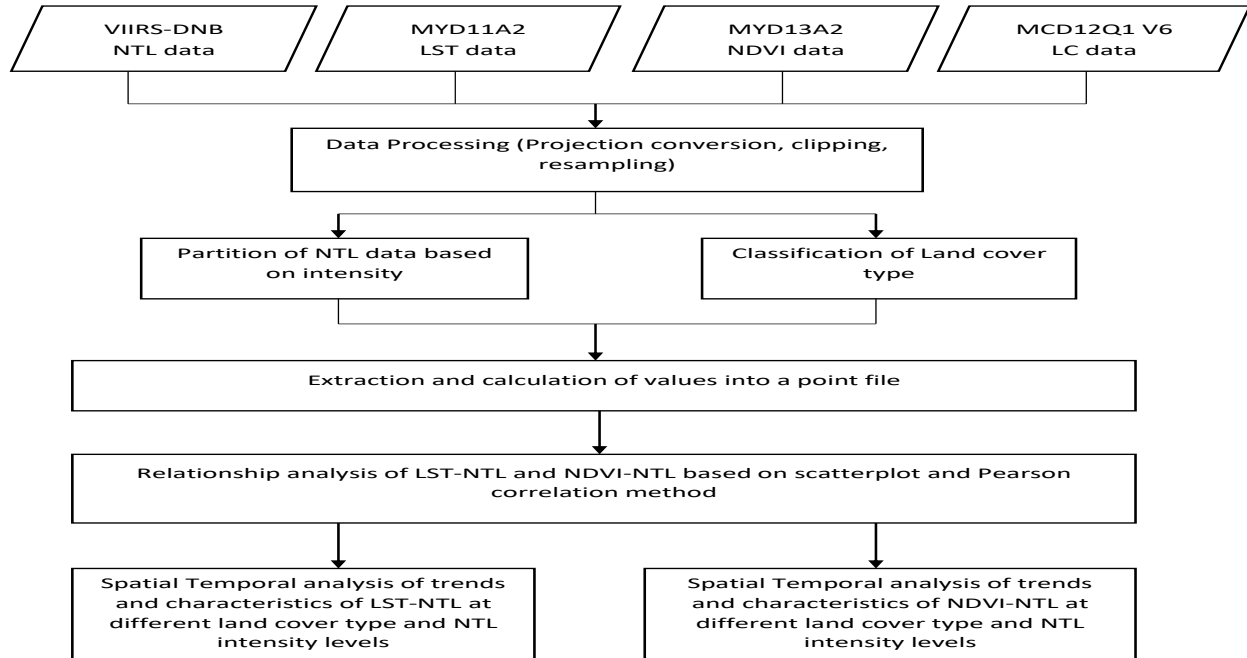 VIIRS-DNB
NTL data
MYD11A2
LST data
MYD13A2
NDVI data
MCD12Q1 V6
LC data
Data Processing (Projection conversion, clipping,
resampling)
Partition of NTL data based
on intensity
Classification of Land cover
type
Extraction and calculation of values into a point file
Relationship analysis of LST-NTL and NDVI-NTL based on scatterplot and Pearson
correlation method
Spatial Temporal analysis of trends
and characteristics of LST-NTL at
different land cover type and NTL
intensity levels
Spatial Temporal analysis of trends
and characteristics of NDVI-NTL at
different land cover type and NTL
intensity levels